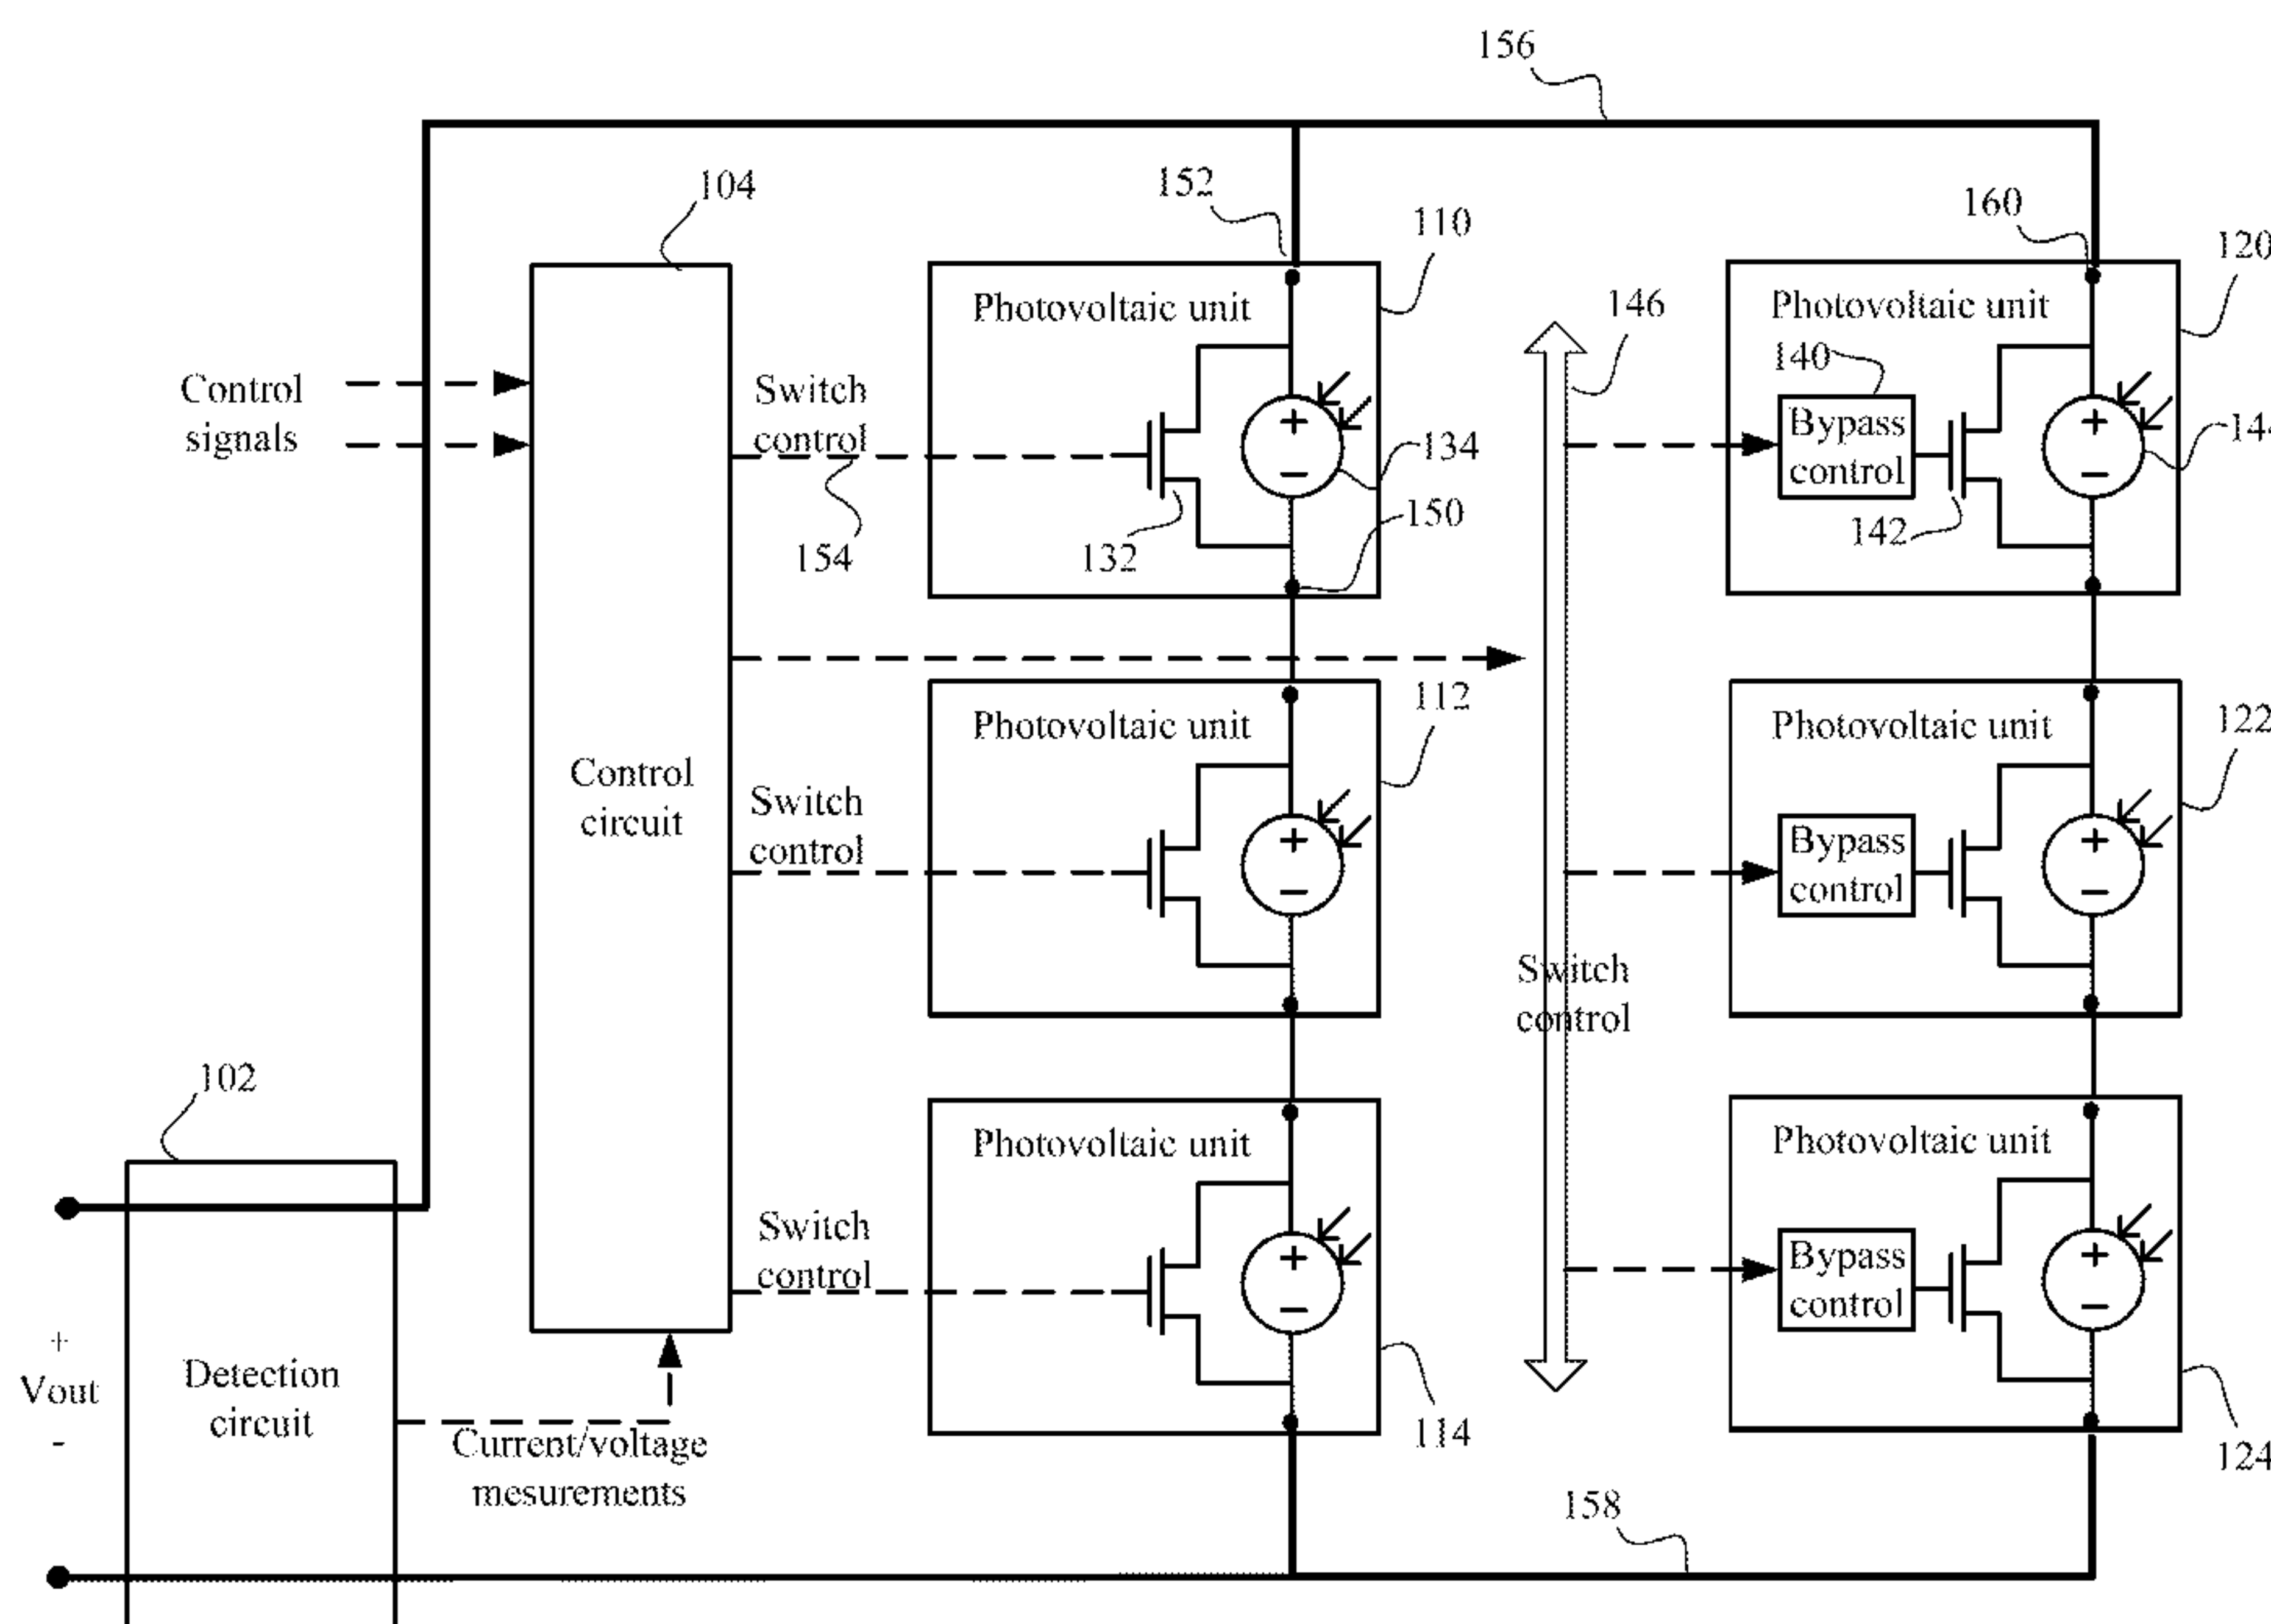 156
104
152
110
160
120
Photovoltaic unit
146
Photovoltaic unit
140
Control
signals
Switch
control
134
Bypass
control
150
154
132
142
112
122
Photovoltaic unit
Photovoltaic unit
Control
circuit
Switch
control
Bypass
control
Switch
control
102
Photovoltaic unit
Photovoltaic unit
Switch
control
Bypass
control
+
Vout
-
Detection
circuit
Current/voltage
mesurements
114
124
158